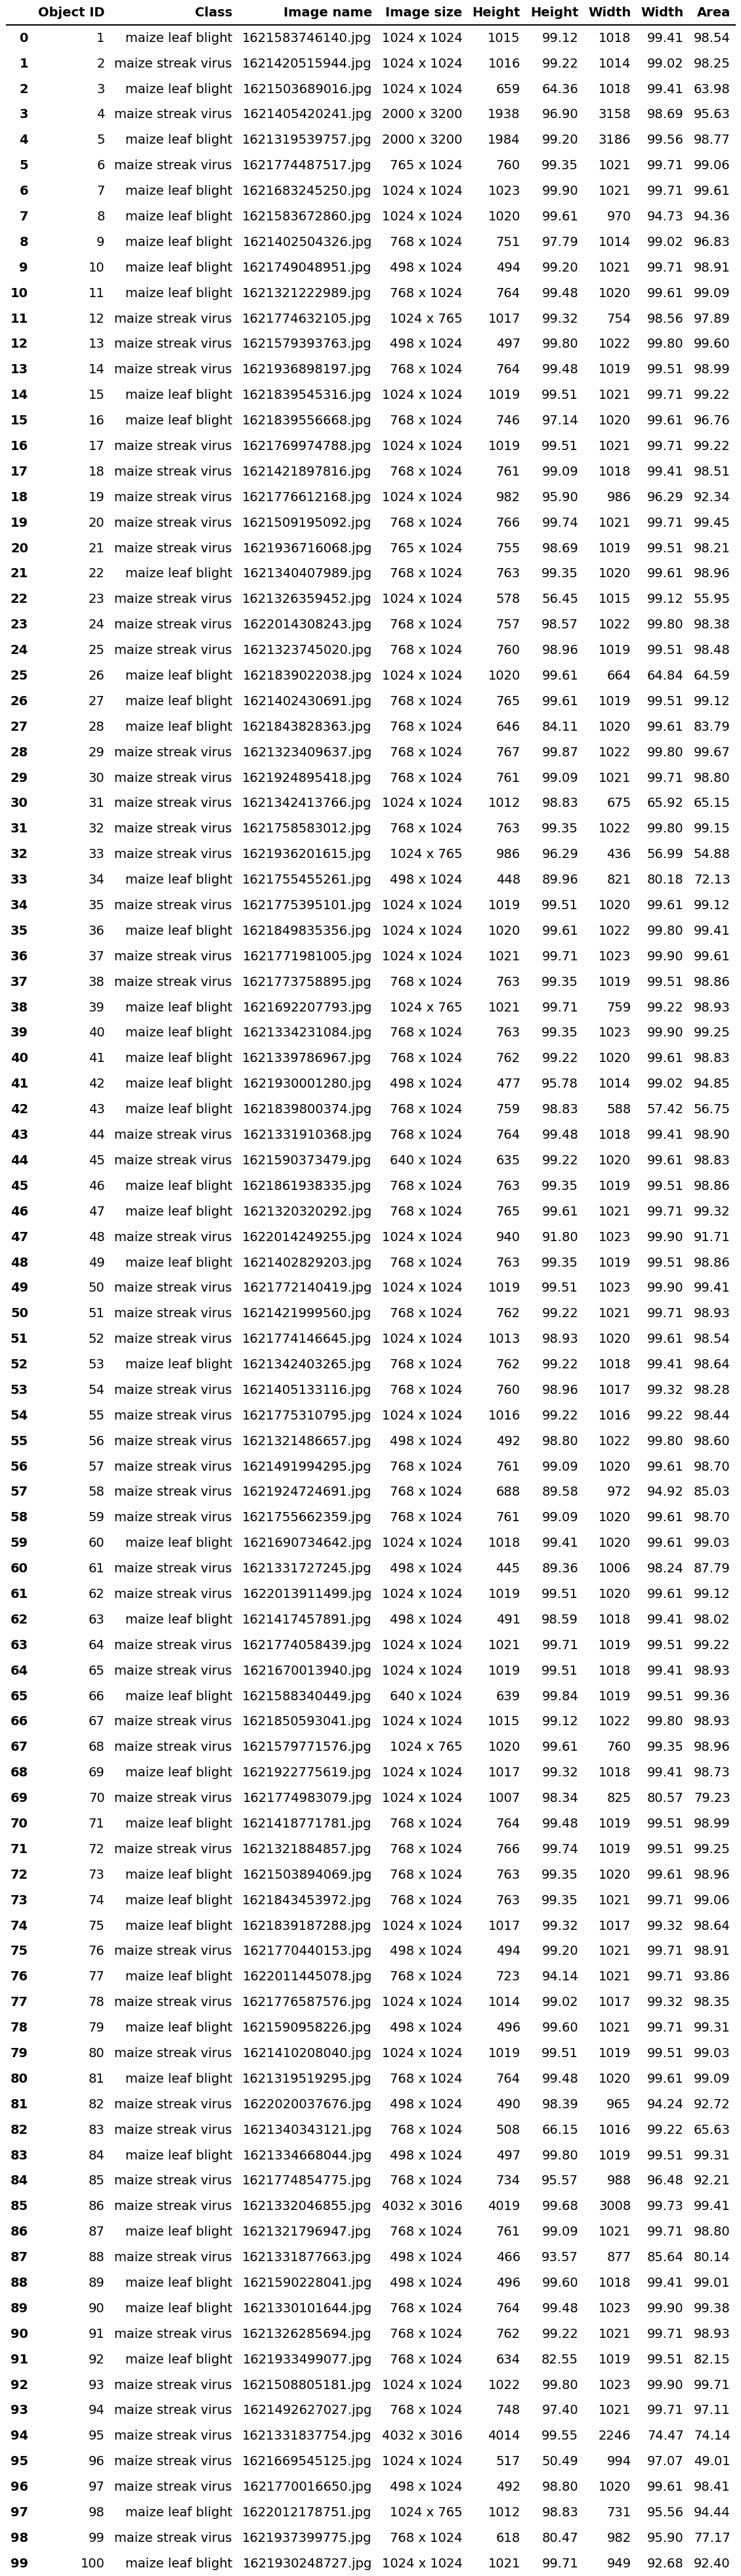 Object ID Class Image name Image size Height Height Width Width Area
0 1 maize leaf blight 1621583746140.jpg 1024 x 1024 1015 99.12 1018 99.41 98.54
1 2 maize streak virus 1621420515944.jpg 1024 x 1024 1016 99.22 1014 99.02 98.25
2 3 maize leaf blight 1621503689016.jpg 1024 x 1024 659 64.36 1018 99.41 63.98
3 4 maize streak virus 1621405420241.jpg 2000 x 3200 1938 96.90 3158 98.69 95.63
4 5 maize leaf blight 1621319539757.jpg 2000 x 3200 1984 99.20 3186 99.56 98.77
5 6 maize streak virus 1621774487517.jpg 765 x 1024 760 99.35 1021 99.71 99.06
6 7 maize leaf blight 1621683245250.jpg 1024 x 1024 1023 99.90 1021 99.71 99.61
7 8 maize leaf blight 1621583672860.jpg 1024 x 1024 1020 99.61 970 94.73 94.36
8 9 maize leaf blight 1621402504326.jpg 768 x 1024 751 97.79 1014 99.02 96.83
9 10 maize leaf blight 1621749048951.jpg 498 x 1024 494 99.20 1021 99.71 98.91
10 11 maize leaf blight 1621321222989.jpg 768 x 1024 764 99.48 1020 99.61 99.09
11 12 maize streak virus 1621774632105.jpg 1024 x 765 1017 99.32 754 98.56 97.89
12 13 maize streak virus 1621579393763.jpg 498 x 1024 497 99.80 1022 99.80 99.60
13 14 maize streak virus 1621936898197.jpg 768 x 1024 764 99.48 1019 99.51 98.99
14 15 maize leaf blight 1621839545316.jpg 1024 x 1024 1019 99.51 1021 99.71 99.22
15 16 maize leaf blight 1621839556668.jpg 768 x 1024 746 97.14 1020 99.61 96.76
16 17 maize streak virus 1621769974788.jpg 1024 x 1024 1019 99.51 1021 99.71 99.22
17 18 maize streak virus 1621421897816.jpg 768 x 1024 761 99.09 1018 99.41 98.51
18 19 maize streak virus 1621776612168.jpg 1024 x 1024 982 95.90 986 96.29 92.34
19 20 maize streak virus 1621509195092.jpg 768 x 1024 766 99.74 1021 99.71 99.45
20 21 maize streak virus 1621936716068.jpg 765 x 1024 755 98.69 1019 99.51 98.21
21 22 maize leaf blight 1621340407989.jpg 768 x 1024 763 99.35 1020 99.61 98.96
22 23 maize streak virus 1621326359452.jpg 1024 x 1024 578 56.45 1015 99.12 55.95
23 24 maize streak virus 1622014308243.jpg 768 x 1024 757 98.57 1022 99.80 98.38
24 25 maize streak virus 1621323745020.jpg 768 x 1024 760 98.96 1019 99.51 98.48
25 26 maize leaf blight 1621839022038.jpg 1024 x 1024 1020 99.61 664 64.84 64.59
26 27 maize leaf blight 1621402430691.jpg 768 x 1024 765 99.61 1019 99.51 99.12
27 28 maize leaf blight 1621843828363.jpg 768 x 1024 646 84.11 1020 99.61 83.79
28 29 maize streak virus 1621323409637.jpg 768 x 1024 767 99.87 1022 99.80 99.67
29 30 maize streak virus 1621924895418.jpg 768 x 1024 761 99.09 1021 99.71 98.80
30 31 maize streak virus 1621342413766.jpg 1024 x 1024 1012 98.83 675 65.92 65.15
31 32 maize streak virus 1621758583012.jpg 768 x 1024 763 99.35 1022 99.80 99.15
32 33 maize streak virus 1621936201615.jpg 1024 x 765 986 96.29 436 56.99 54.88
33 34 maize leaf blight 1621755455261.jpg 498 x 1024 448 89.96 821 80.18 72.13
34 35 maize streak virus 1621775395101.jpg 1024 x 1024 1019 99.51 1020 99.61 99.12
35 36 maize leaf blight 1621849835356.jpg 1024 x 1024 1020 99.61 1022 99.80 99.41
36 37 maize streak virus 1621771981005.jpg 1024 x 1024 1021 99.71 1023 99.90 99.61
37 38 maize streak virus 1621773758895.jpg 768 x 1024 763 99.35 1019 99.51 98.86
38 39 maize leaf blight 1621692207793.jpg 1024 x 765 1021 99.71 759 99.22 98.93
39 40 maize leaf blight 1621334231084.jpg 768 x 1024 763 99.35 1023 99.90 99.25
40 41 maize leaf blight 1621339786967.jpg 768 x 1024 762 99.22 1020 99.61 98.83
41 42 maize leaf blight 1621930001280.jpg 498 x 1024 477 95.78 1014 99.02 94.85
42 43 maize leaf blight 1621839800374.jpg 768 x 1024 759 98.83 588 57.42 56.75
43 44 maize streak virus 1621331910368.jpg 768 x 1024 764 99.48 1018 99.41 98.90
44 45 maize streak virus 1621590373479.jpg 640 x 1024 635 99.22 1020 99.61 98.83
45 46 maize leaf blight 1621861938335.jpg 768 x 1024 763 99.35 1019 99.51 98.86
46 47 maize leaf blight 1621320320292.jpg 768 x 1024 765 99.61 1021 99.71 99.32
47 48 maize streak virus 1622014249255.jpg 1024 x 1024 940 91.80 1023 99.90 91.71
48 49 maize leaf blight 1621402829203.jpg 768 x 1024 763 99.35 1019 99.51 98.86
49 50 maize streak virus 1621772140419.jpg 1024 x 1024 1019 99.51 1023 99.90 99.41
50 51 maize streak virus 1621421999560.jpg 768 x 1024 762 99.22 1021 99.71 98.93
51 52 maize streak virus 1621774146645.jpg 1024 x 1024 1013 98.93 1020 99.61 98.54
52 53 maize leaf blight 1621342403265.jpg 768 x 1024 762 99.22 1018 99.41 98.64
53 54 maize streak virus 1621405133116.jpg 768 x 1024 760 98.96 1017 99.32 98.28
54 55 maize streak virus 1621775310795.jpg 1024 x 1024 1016 99.22 1016 99.22 98.44
55 56 maize streak virus 1621321486657.jpg 498 x 1024 492 98.80 1022 99.80 98.60
56 57 maize streak virus 1621491994295.jpg 768 x 1024 761 99.09 1020 99.61 98.70
57 58 maize streak virus 1621924724691.jpg 768 x 1024 688 89.58 972 94.92 85.03
58 59 maize streak virus 1621755662359.jpg 768 x 1024 761 99.09 1020 99.61 98.70
59 60 maize leaf blight 1621690734642.jpg 1024 x 1024 1018 99.41 1020 99.61 99.03
60 61 maize streak virus 1621331727245.jpg 498 x 1024 445 89.36 1006 98.24 87.79
61 62 maize streak virus 1622013911499.jpg 1024 x 1024 1019 99.51 1020 99.61 99.12
62 63 maize leaf blight 1621417457891.jpg 498 x 1024 491 98.59 1018 99.41 98.02
63 64 maize streak virus 1621774058439.jpg 1024 x 1024 1021 99.71 1019 99.51 99.22
64 65 maize streak virus 1621670013940.jpg 1024 x 1024 1019 99.51 1018 99.41 98.93
65 66 maize leaf blight 1621588340449.jpg 640 x 1024 639 99.84 1019 99.51 99.36
66 67 maize streak virus 1621850593041.jpg 1024 x 1024 1015 99.12 1022 99.80 98.93
67 68 maize streak virus 1621579771576.jpg 1024 x 765 1020 99.61 760 99.35 98.96
68 69 maize leaf blight 1621922775619.jpg 1024 x 1024 1017 99.32 1018 99.41 98.73
69 70 maize streak virus 1621774983079.jpg 1024 x 1024 1007 98.34 825 80.57 79.23
70 71 maize leaf blight 1621418771781.jpg 768 x 1024 764 99.48 1019 99.51 98.99
71 72 maize streak virus 1621321884857.jpg 768 x 1024 766 99.74 1019 99.51 99.25
72 73 maize leaf blight 1621503894069.jpg 768 x 1024 763 99.35 1020 99.61 98.96
73 74 maize leaf blight 1621843453972.jpg 768 x 1024 763 99.35 1021 99.71 99.06
74 75 maize leaf blight 1621839187288.jpg 1024 x 1024 1017 99.32 1017 99.32 98.64
75 76 maize streak virus 1621770440153.jpg 498 x 1024 494 99.20 1021 99.71 98.91
76 77 maize leaf blight 1622011445078.jpg 768 x 1024 723 94.14 1021 99.71 93.86
77 78 maize streak virus 1621776587576.jpg 1024 x 1024 1014 99.02 1017 99.32 98.35
78 79 maize leaf blight 1621590958226.jpg 498 x 1024 496 99.60 1021 99.71 99.31
79 80 maize streak virus 1621410208040.jpg 1024 x 1024 1019 99.51 1019 99.51 99.03
80 81 maize leaf blight 1621319519295.jpg 768 x 1024 764 99.48 1020 99.61 99.09
81 82 maize streak virus 1622020037676.jpg 498 x 1024 490 98.39 965 94.24 92.72
82 83 maize streak virus 1621340343121.jpg 768 x 1024 508 66.15 1016 99.22 65.63
83 84 maize leaf blight 1621334668044.jpg 498 x 1024 497 99.80 1019 99.51 99.31
84 85 maize streak virus 1621774854775.jpg 768 x 1024 734 95.57 988 96.48 92.21
85 86 maize streak virus 1621332046855.jpg 4032 x 3016 4019 99.68 3008 99.73 99.41
86 87 maize leaf blight 1621321796947.jpg 768 x 1024 761 99.09 1021 99.71 98.80
87 88 maize streak virus 1621331877663.jpg 498 x 1024 466 93.57 877 85.64 80.14
88 89 maize leaf blight 1621590228041.jpg 498 x 1024 496 99.60 1018 99.41 99.01
89 90 maize leaf blight 1621330101644.jpg 768 x 1024 764 99.48 1023 99.90 99.38
90 91 maize streak virus 1621326285694.jpg 768 x 1024 762 99.22 1021 99.71 98.93
91 92 maize leaf blight 1621933499077.jpg 768 x 1024 634 82.55 1019 99.51 82.15
92 93 maize streak virus 1621508805181.jpg 1024 x 1024 1022 99.80 1023 99.90 99.71
93 94 maize streak virus 1621492627027.jpg 768 x 1024 748 97.40 1021 99.71 97.11
94 95 maize streak virus 1621331837754.jpg 4032 x 3016 4014 99.55 2246 74.47 74.14
95 96 maize streak virus 1621669545125.jpg 1024 x 1024 517 50.49 994 97.07 49.01
96 97 maize streak virus 1621770016650.jpg 498 x 1024 492 98.80 1020 99.61 98.41
97 98 maize leaf blight 1622012178751.jpg 1024 x 765 1012 98.83 731 95.56 94.44
98 99 maize streak virus 1621937399775.jpg 768 x 1024 618 80.47 982 95.90 77.17
99 100 maize leaf blight 1621930248727.jpg 1024 x 1024 1021 99.71 949 92.68 92.40